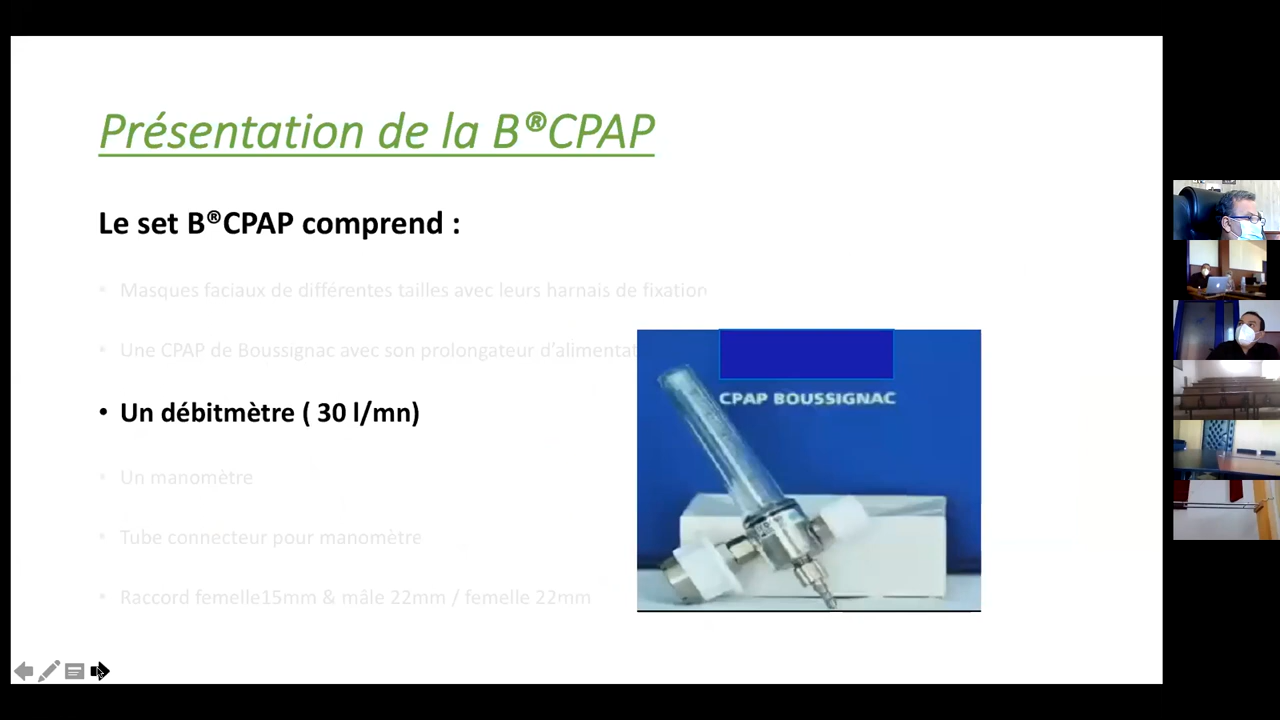 Présentation de la B®CPAP
Le set B®CPAP comprend :
• Masques faciaux de différentes tailles avec leurs harnais de fixation
• Une CPAP de Boussignac avec son prolongateur d’alimentat
• Un débitmètre ( 30 l/mn)
CPAP BOUSSIGNAC
• Un manomètre
• Tube connecteur pour manomètre
• Raccord femelle15mm & mâle 22mm / femelle 22mm